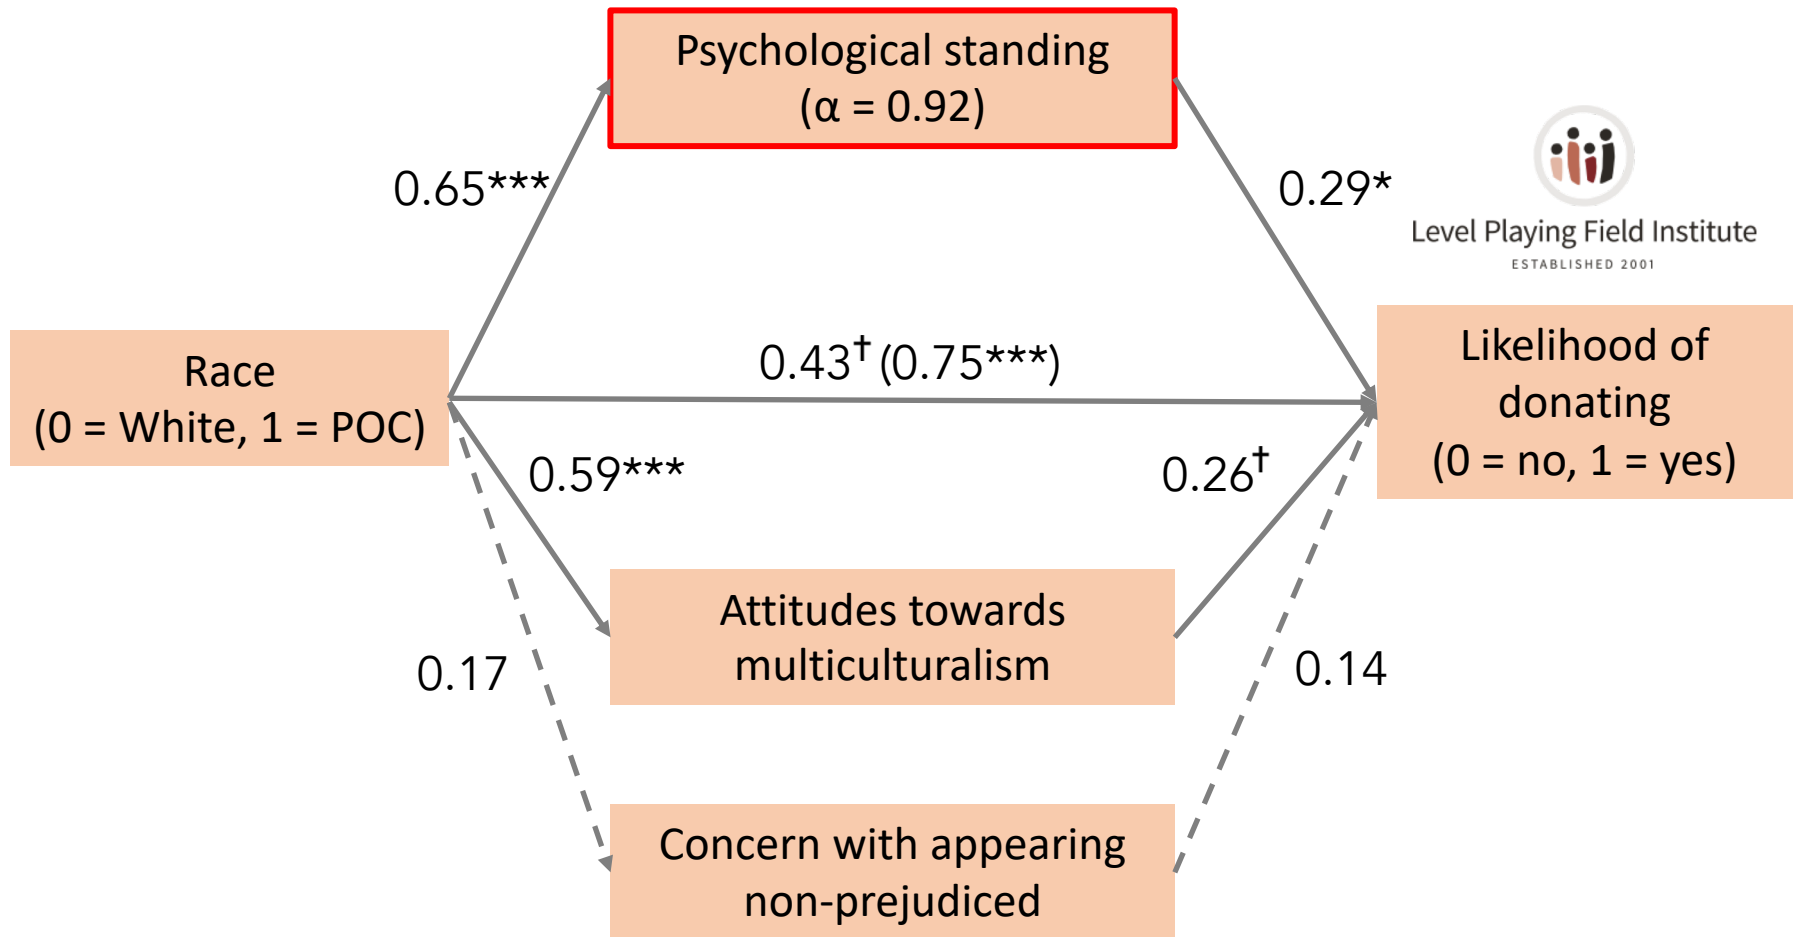 Psychological standing
(α = 0.92)
0.65***
0.29*
Level Playing Field Institute
ESTABLISHED 2001
Race
(0 = White, 1 = POC)
0.43† (0.75***)
Likelihood of
donating
(0 = no, 1 = yes)
0.59***
0.26†
Attitudes towards
multiculturalism
0.17
0.14
Concern with appearing
non-prejudiced